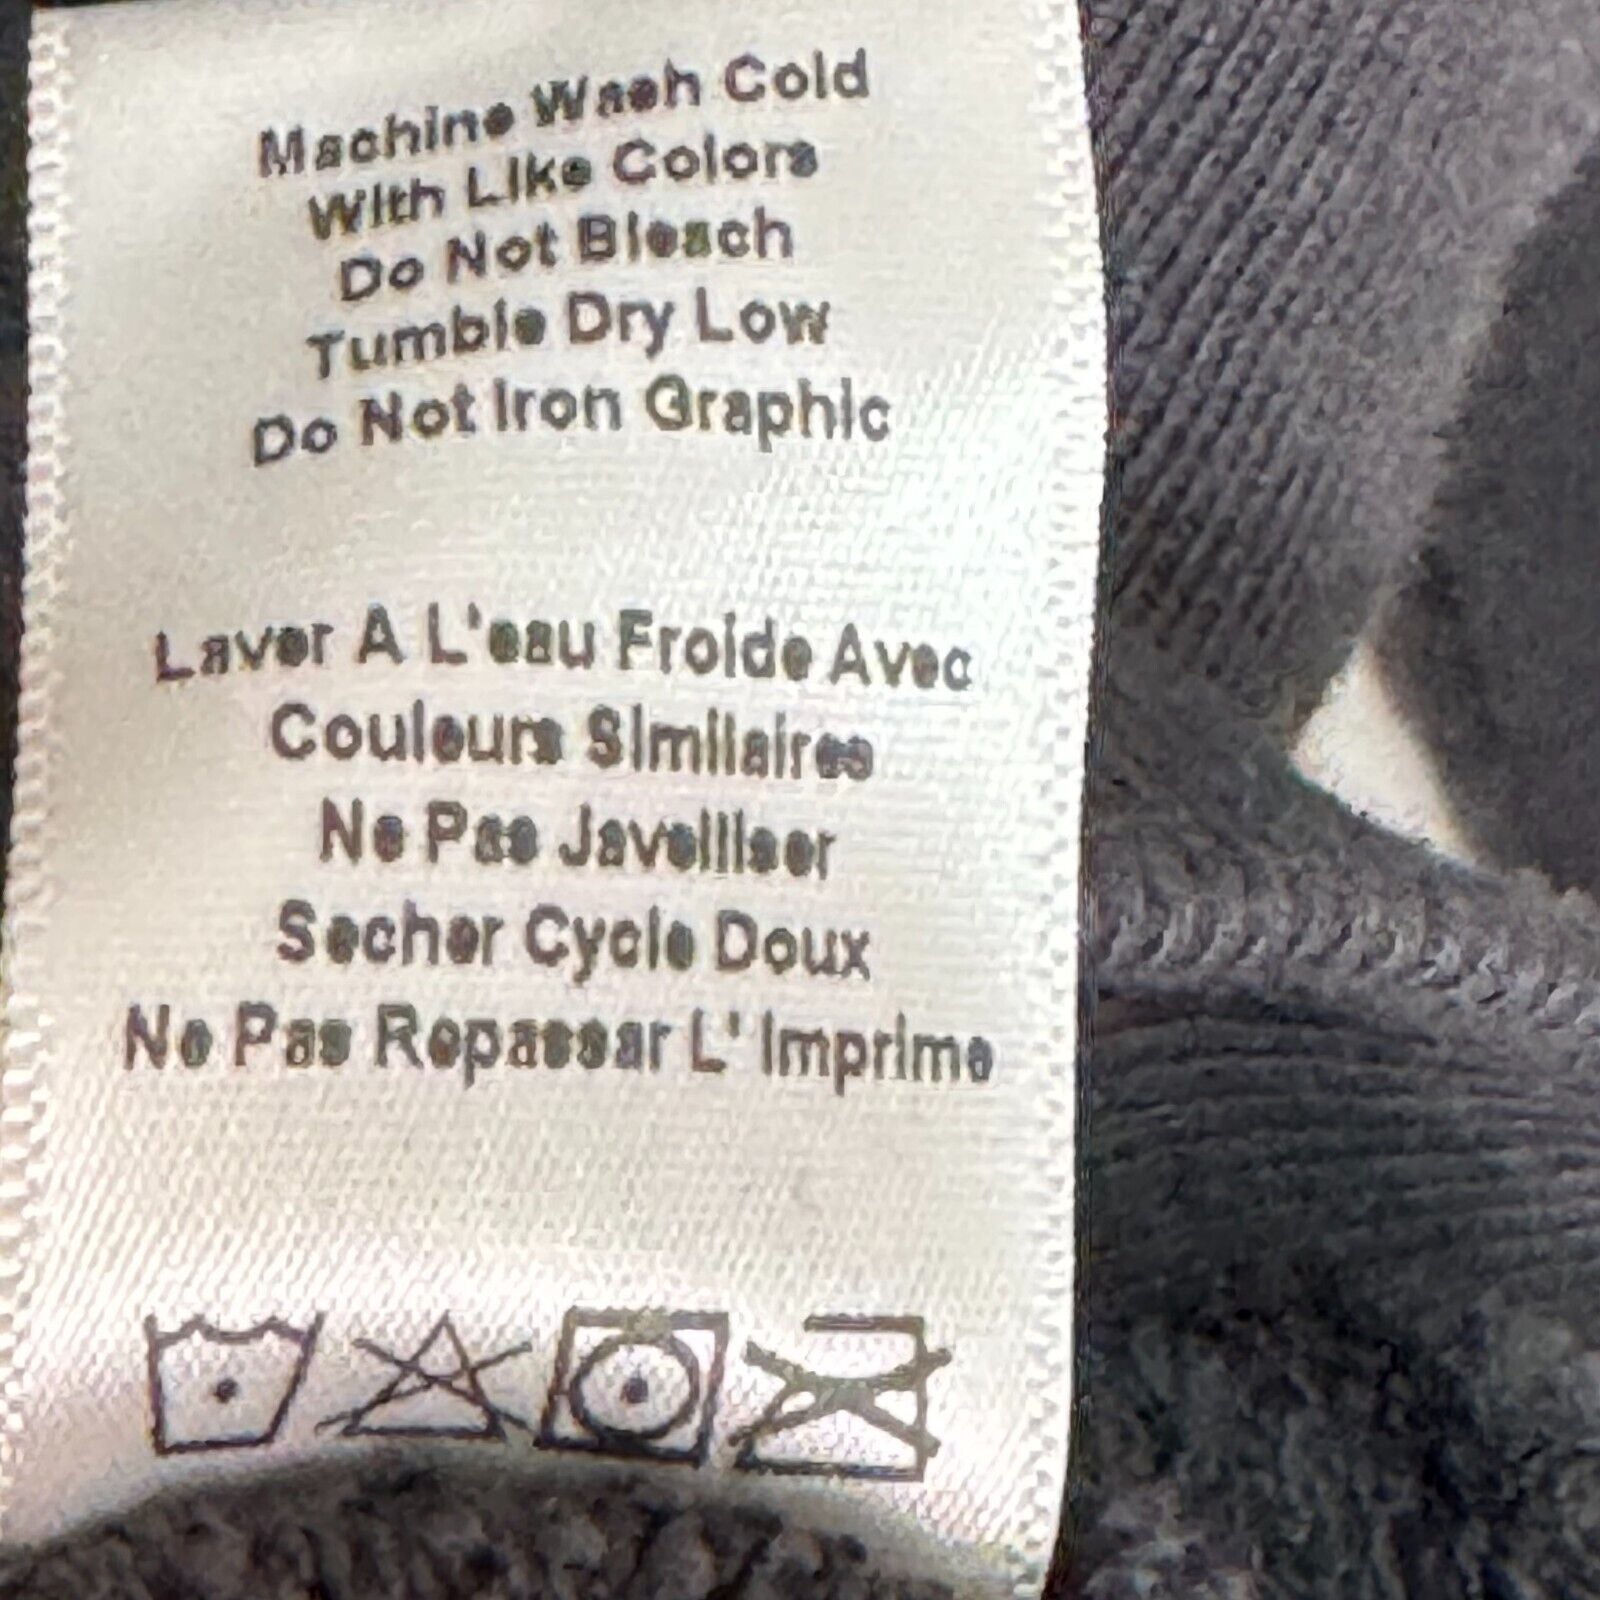 Machine Wash Cold
With Like Colors
Do Not Bleach
Tumble Dry Low
Do Not Iron Graphic
Laver A L'eau Froide Avec
Couleurs Similaires
Ne Pas Javelliser
Secher Cycle Doux
Ne Pas Repasser L' Imprime